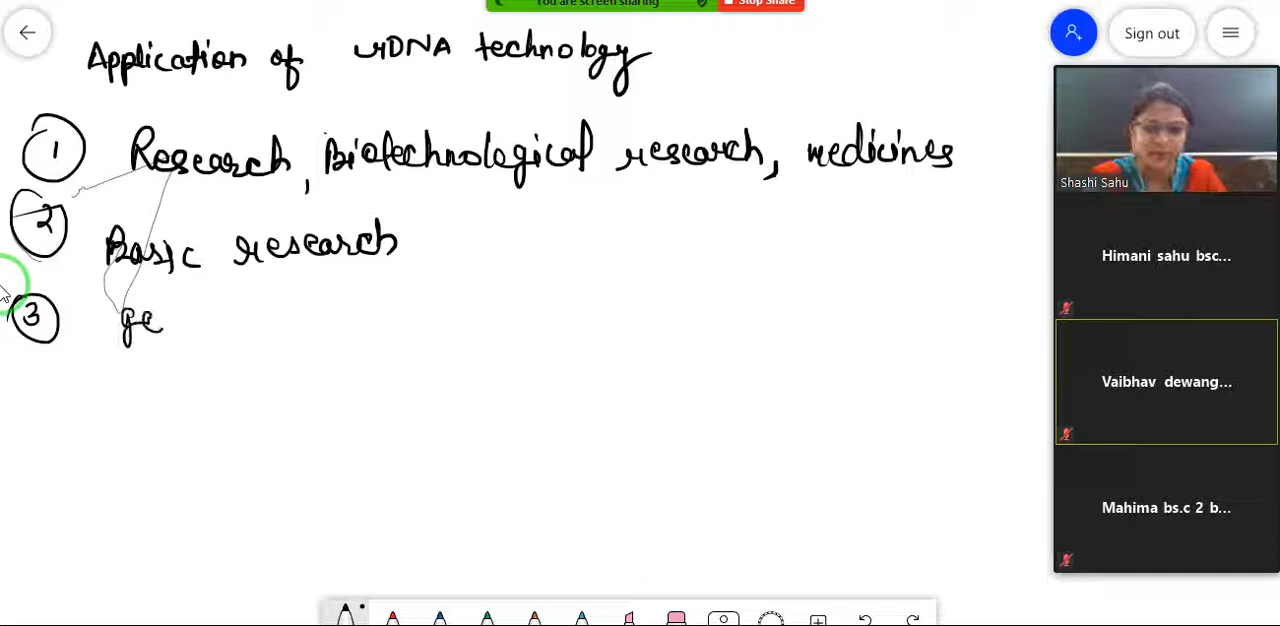 You are screen sharing Stop Share
Sign out
Application of rDNA technology
1 Research, Biotechnological research, medicines
2 Basic research
3 ge
Shashi Sahu
Himani sahu bsc...
Vaibhav dewang...
Mahima bs.c 2 b...